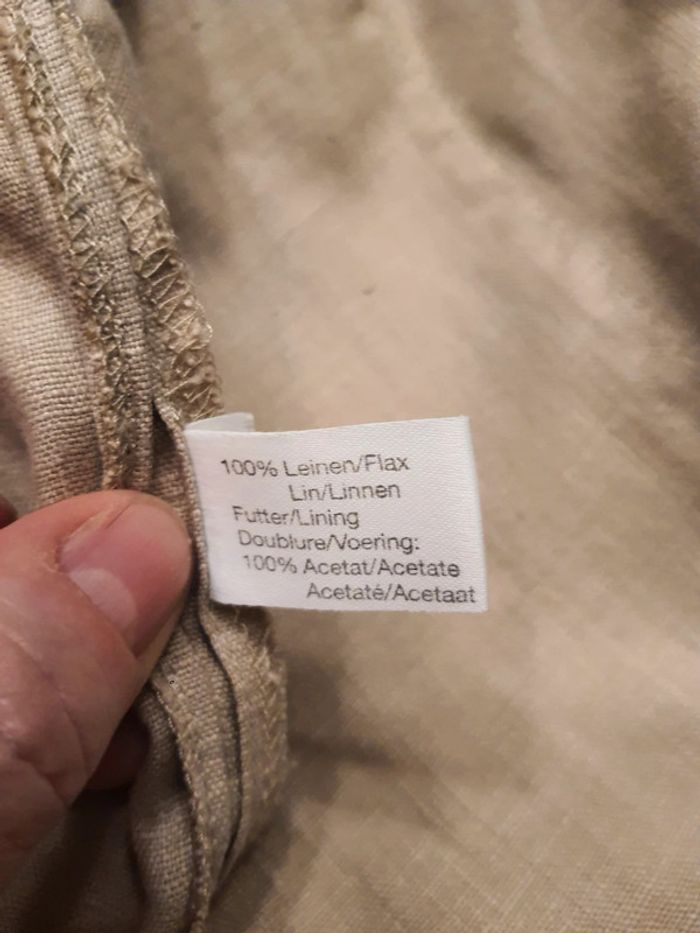 100% Leinen/Flax
Lin/Linnen
Futter/Lining
Doublure/Voering:
100% Acetat/Acetate
Acetaté/Acetaat